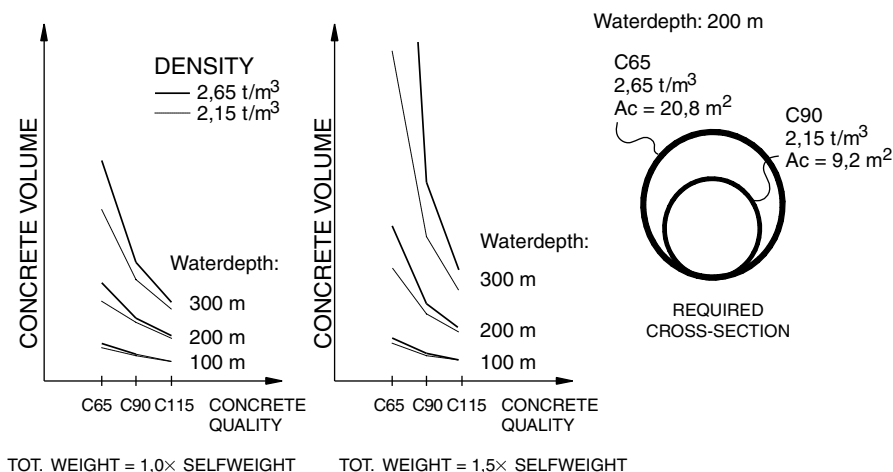 CONCRETE VOLUME
DENSITY
2,65 t/m³
2,15 t/m³
Waterdepth:
300 m
200 m
100 m
C65 C90 C115 CONCRETE
QUALITY
TOT. WEIGHT = 1,0× SELFWEIGHT
CONCRETE VOLUME
Waterdepth:
300 m
200 m
100 m
C65 C90 C115 CONCRETE
QUALITY
TOT. WEIGHT = 1,5× SELFWEIGHT
Waterdepth: 200 m
C65
2,65 t/m³
Ac = 20,8 m²
C90
2,15 t/m³
Ac = 9,2 m²
REQUIRED
CROSS-SECTION